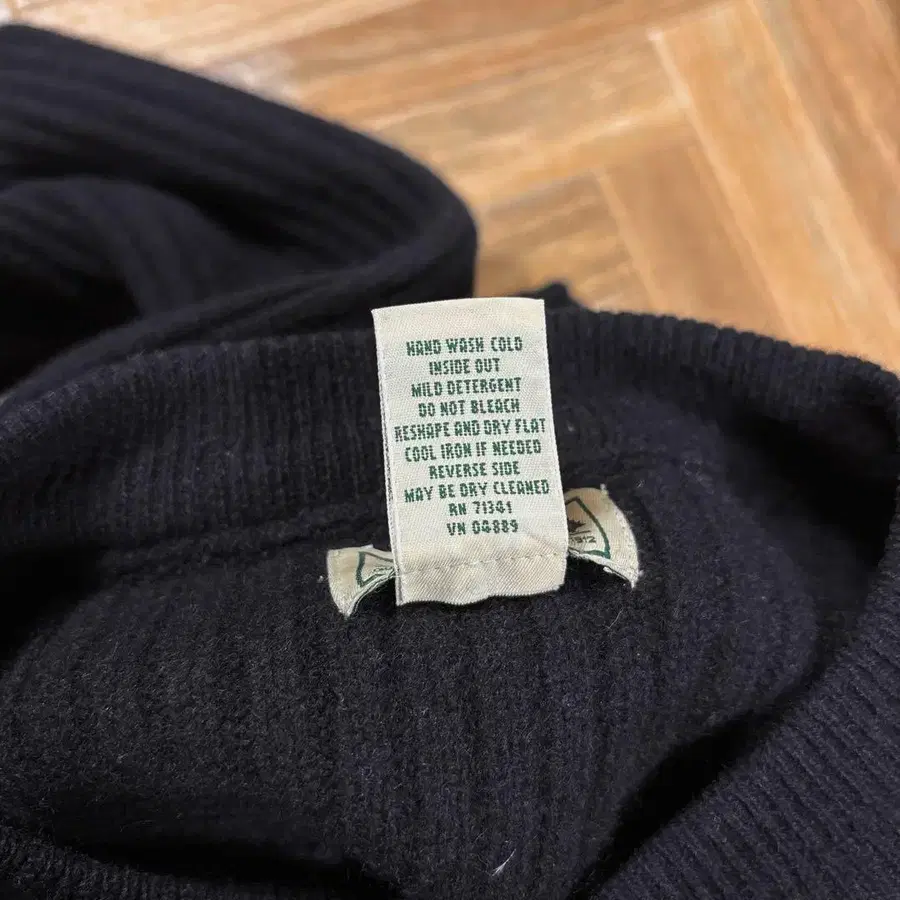 HAND WASH COLD
INSIDE OUT
MILD DETERGENT
DO NOT BLEACH
RESHAPE AND DRY FLAT
COOL IRON IF NEEDED
REVERSE SIDE
MAY BE DRY CLEANED
RN 71341
VN 04889
1912